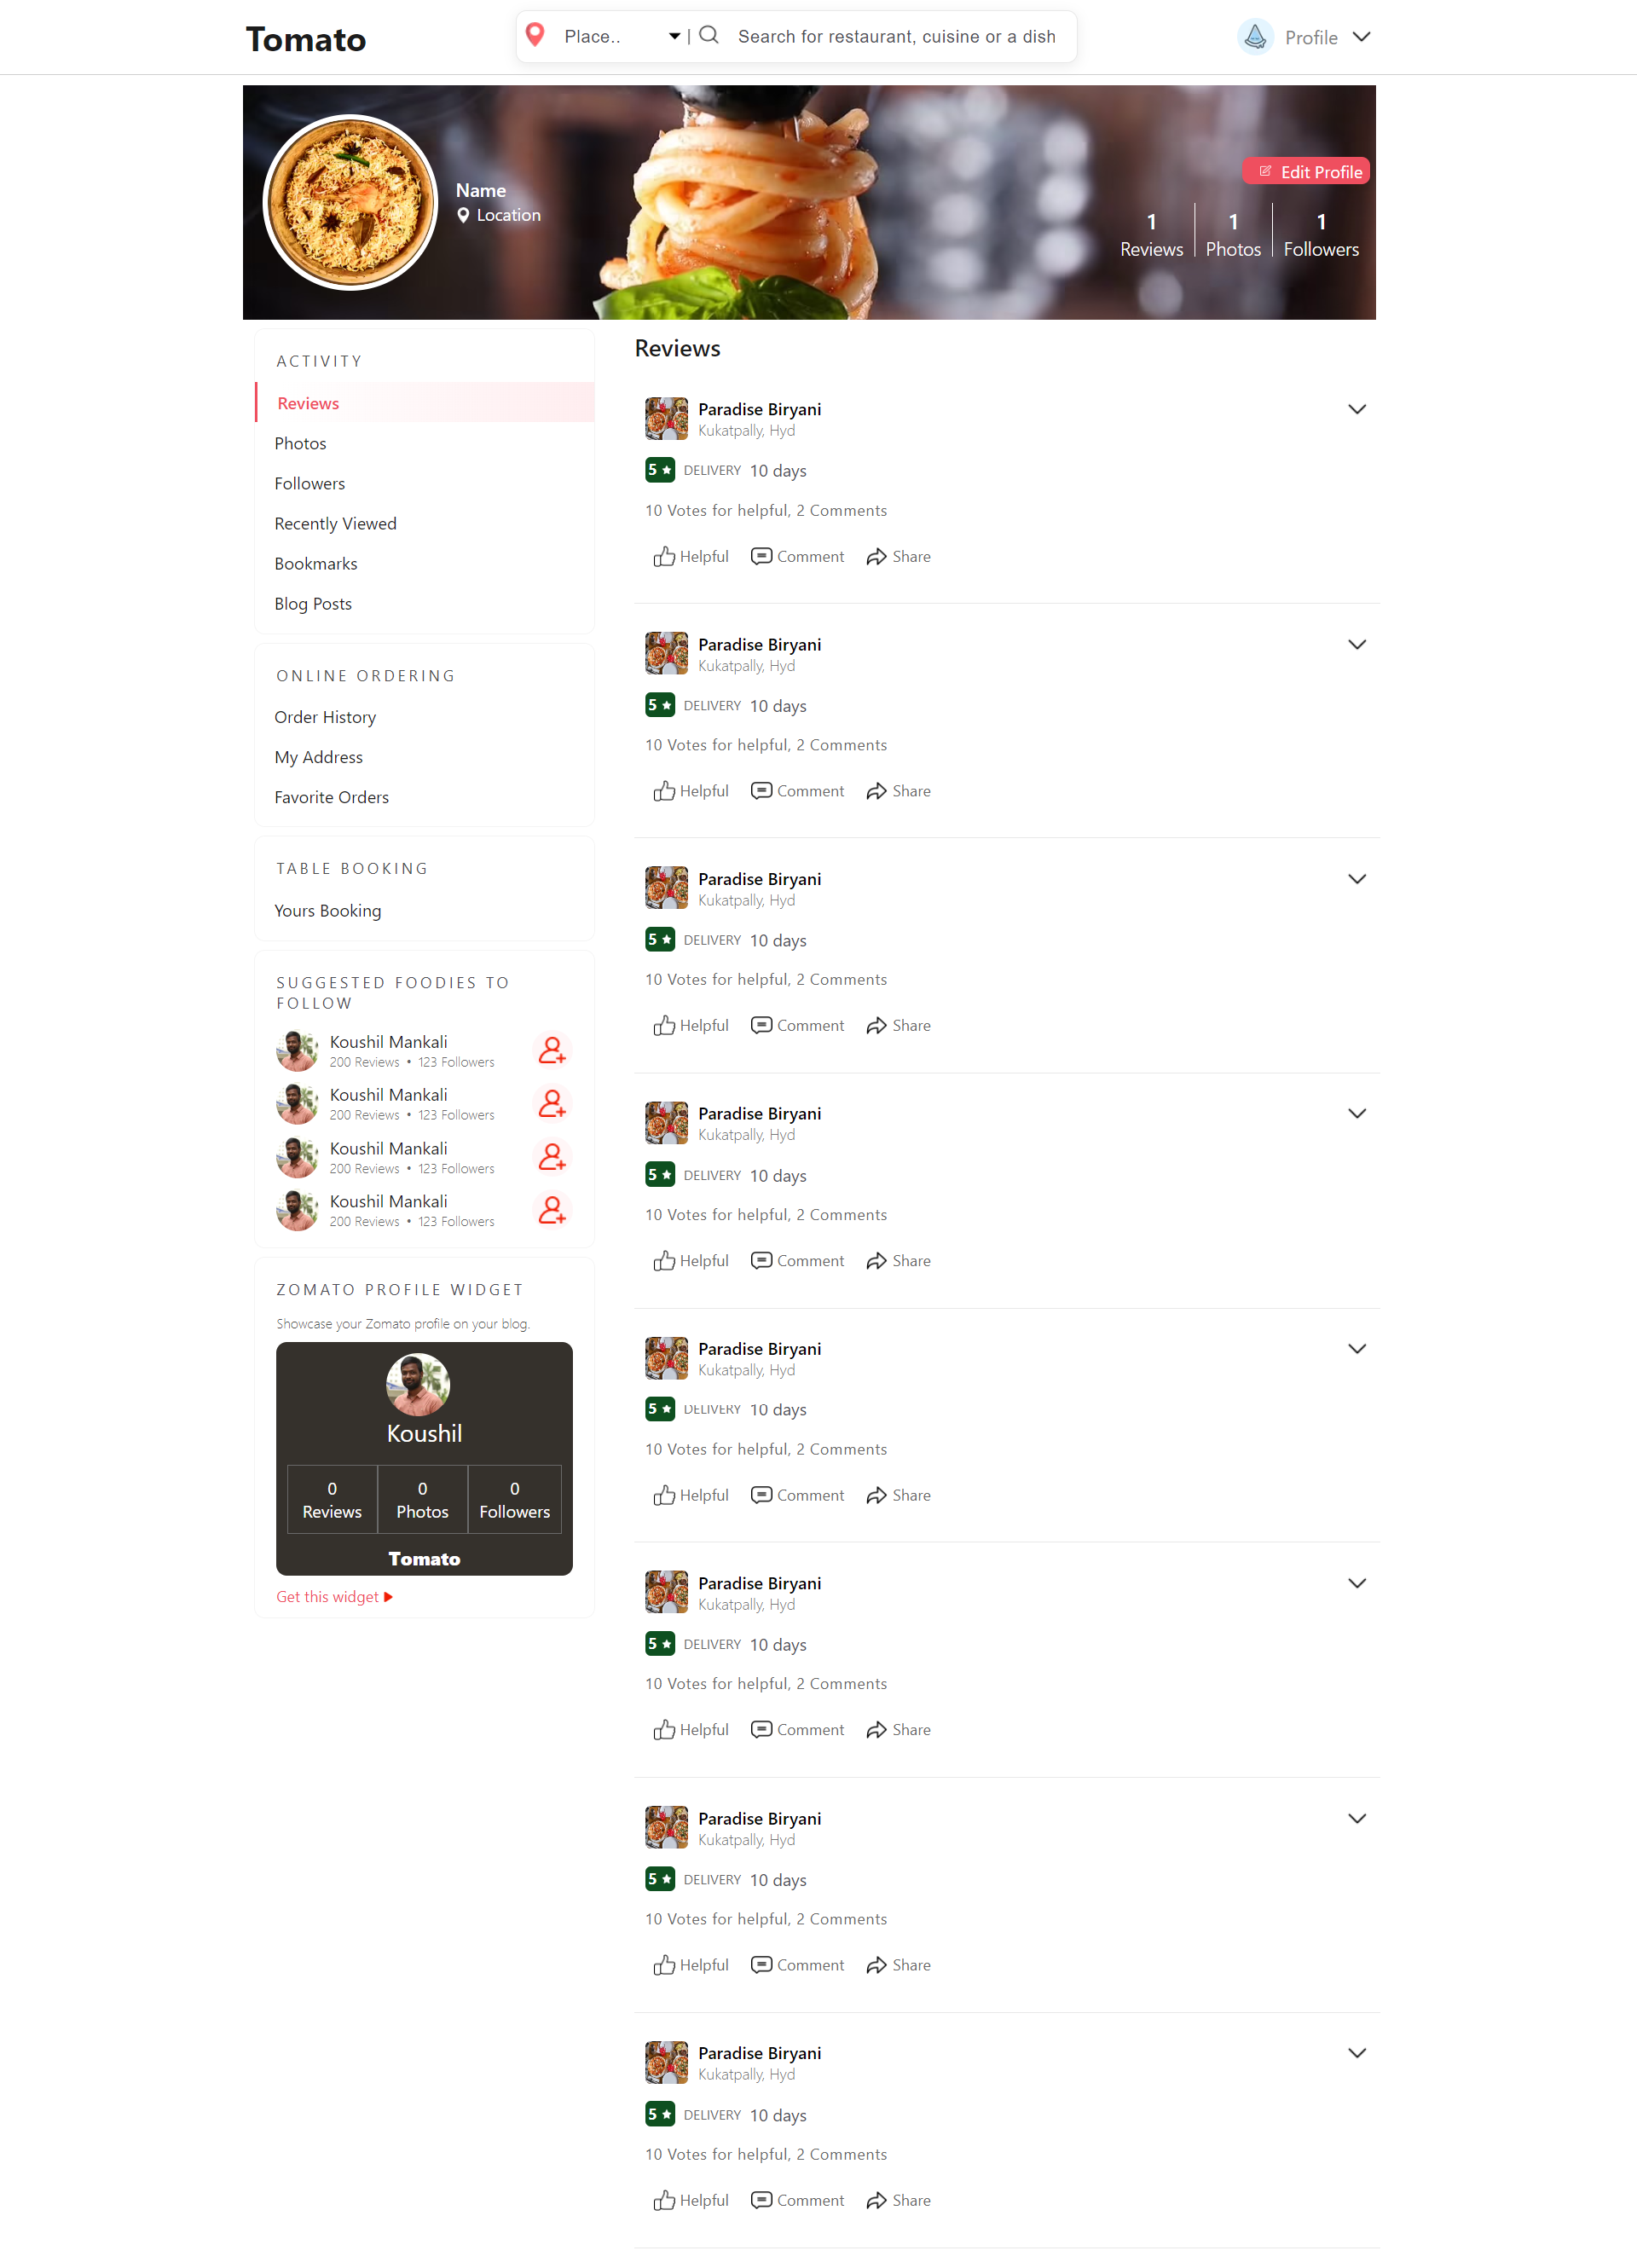 Tomato
Place.. | Search for restaurant, cuisine or a dish
Profile
Name
Location
Edit Profile
1 1 1
Reviews Photos Followers
ACTIVITY
Reviews
Photos
Followers
Recently Viewed
Bookmarks
Blog Posts
ONLINE ORDERING
Order History
My Address
Favorite Orders
TABLE BOOKING
Yours Booking
SUGGESTED FOODIES TO
FOLLOW
Koushil Mankali
200 Reviews • 123 Followers
Koushil Mankali
200 Reviews • 123 Followers
Koushil Mankali
200 Reviews • 123 Followers
Koushil Mankali
200 Reviews • 123 Followers
ZOMATO PROFILE WIDGET
Showcase your Zomato profile on your blog.
Koushil
0 0 0
Reviews Photos Followers
Tomato
Get this widget
Reviews
Paradise Biryani
Kukatpally, Hyd
5 DELIVERY 10 days
10 Votes for helpful, 2 Comments
Helpful Comment Share
Paradise Biryani
Kukatpally, Hyd
5 DELIVERY 10 days
10 Votes for helpful, 2 Comments
Helpful Comment Share
Paradise Biryani
Kukatpally, Hyd
5 DELIVERY 10 days
10 Votes for helpful, 2 Comments
Helpful Comment Share
Paradise Biryani
Kukatpally, Hyd
5 DELIVERY 10 days
10 Votes for helpful, 2 Comments
Helpful Comment Share
Paradise Biryani
Kukatpally, Hyd
5 DELIVERY 10 days
10 Votes for helpful, 2 Comments
Helpful Comment Share
Paradise Biryani
Kukatpally, Hyd
5 DELIVERY 10 days
10 Votes for helpful, 2 Comments
Helpful Comment Share
Paradise Biryani
Kukatpally, Hyd
5 DELIVERY 10 days
10 Votes for helpful, 2 Comments
Helpful Comment Share
Paradise Biryani
Kukatpally, Hyd
5 DELIVERY 10 days
10 Votes for helpful, 2 Comments
Helpful Comment Share